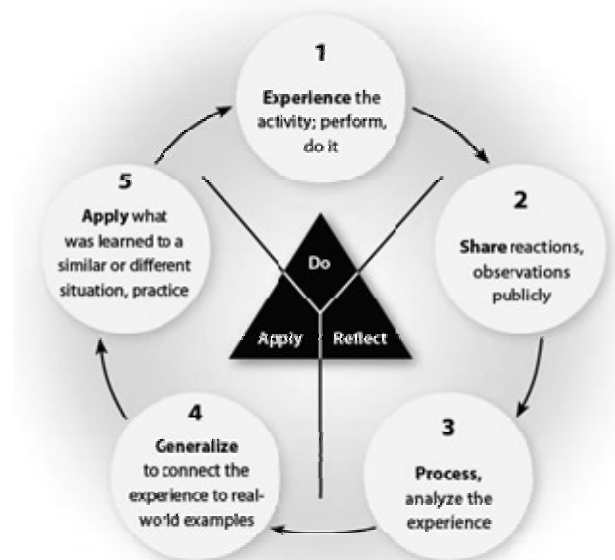 1
Experience the
activity; perform,
do it
2
Share reactions,
observations
publicly
3
Process,
analyze the
experience
4
Generalize
to connect the
experience to real-
world examples
5
Apply what
was learned to a
similar or different
situation, practice
Do
Apply
Reflect